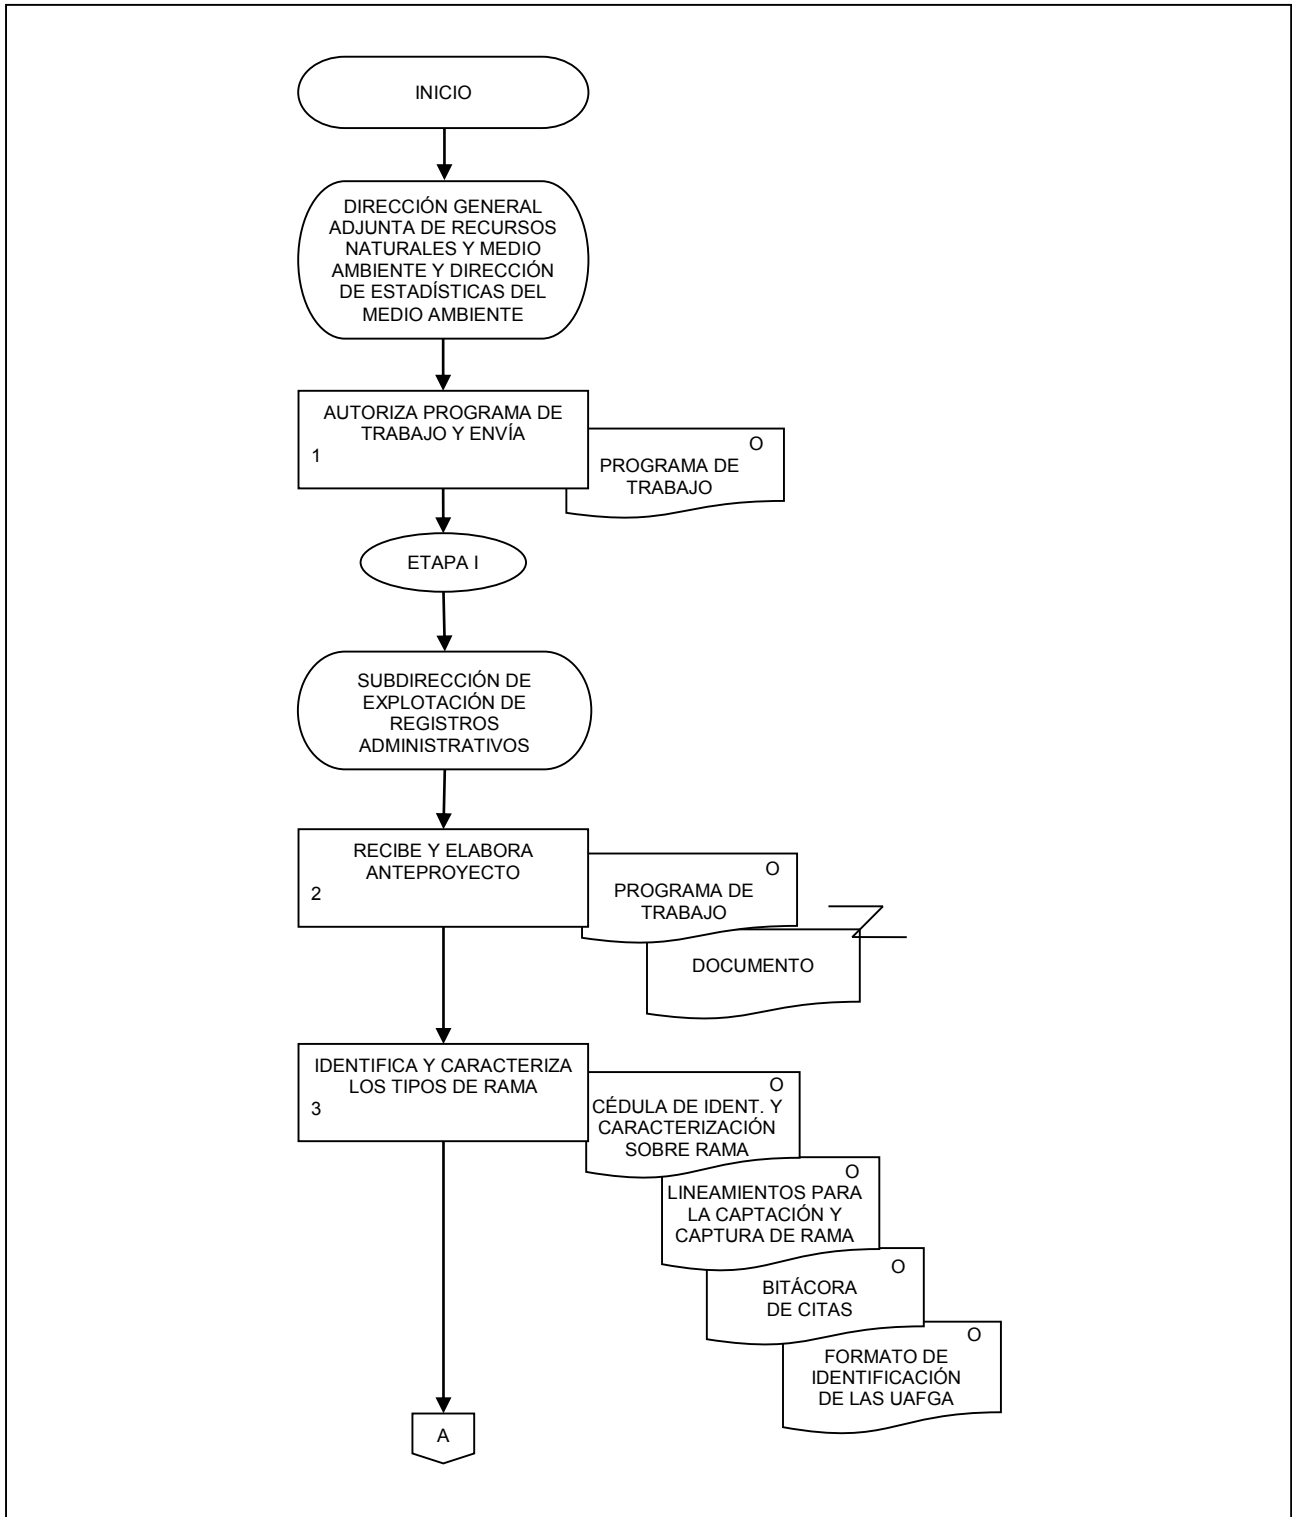 INICIO
DIRECCIÓN GENERAL
ADJUNTA DE RECURSOS
NATURALES Y MEDIO
AMBIENTE Y DIRECCIÓN
DE ESTADÍSTICAS DEL
MEDIO AMBIENTE
AUTORIZA PROGRAMA DE
TRABAJO Y ENVÍA
1
O
PROGRAMA DE
TRABAJO
ETAPA I
SUBDIRECCIÓN DE
EXPLOTACIÓN DE
REGISTROS
ADMINISTRATIVOS
RECIBE Y ELABORA
ANTEPROYECTO
2
O
PROGRAMA DE
TRABAJO
DOCUMENTO
IDENTIFICA Y CARACTERIZA
LOS TIPOS DE RAMA
3
O
CÉDULA DE IDENT. Y
CARACTERIZACIÓN
SOBRE RAMA
O
LINEAMIENTOS PARA
LA CAPTACIÓN Y
CAPTURA DE RAMA
O
BITÁCORA
DE CITAS
O
FORMATO DE
IDENTIFICACIÓN
DE LAS UAFGA
A